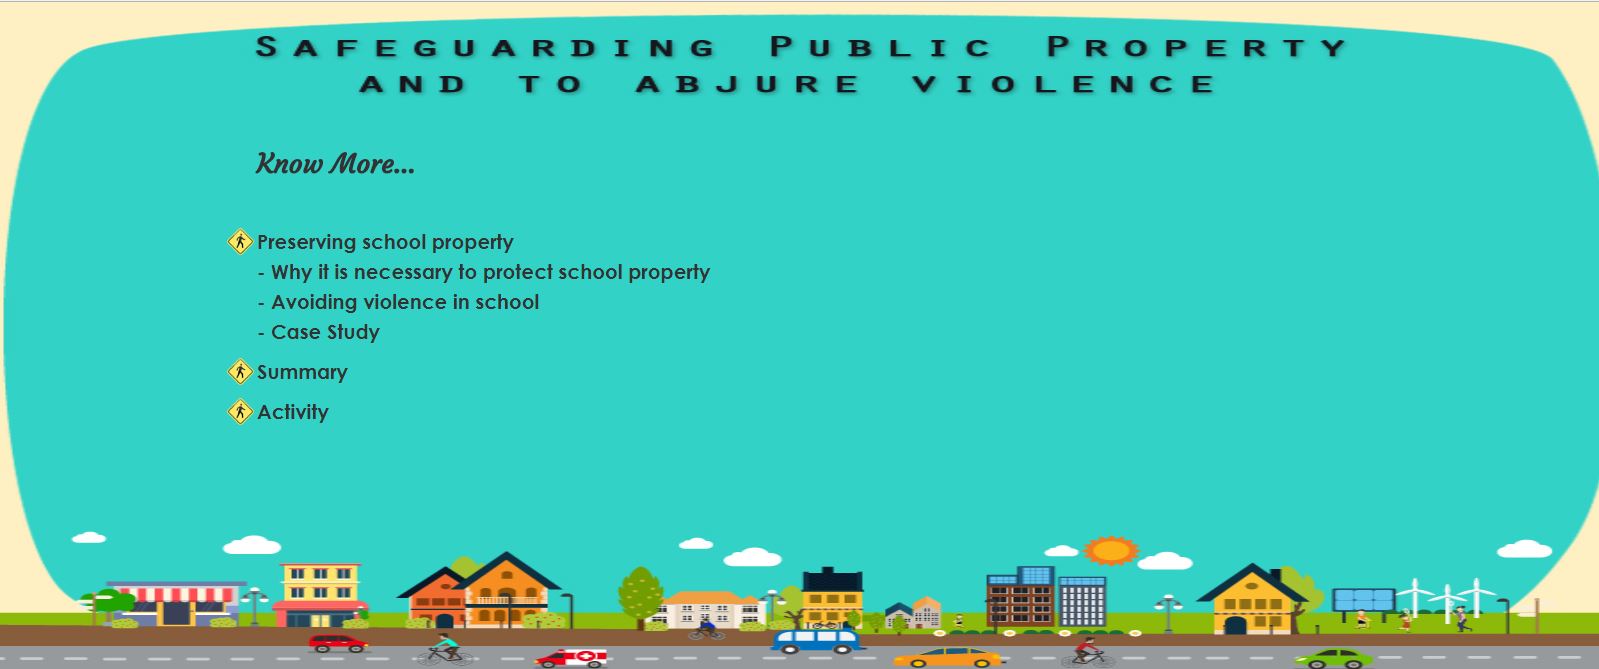 Safeguarding Public Property
and to abjure violence
Know More...
Preserving school property
- Why it is necessary to protect school property
- Avoiding violence in school
- Case Study
Summary
Activity